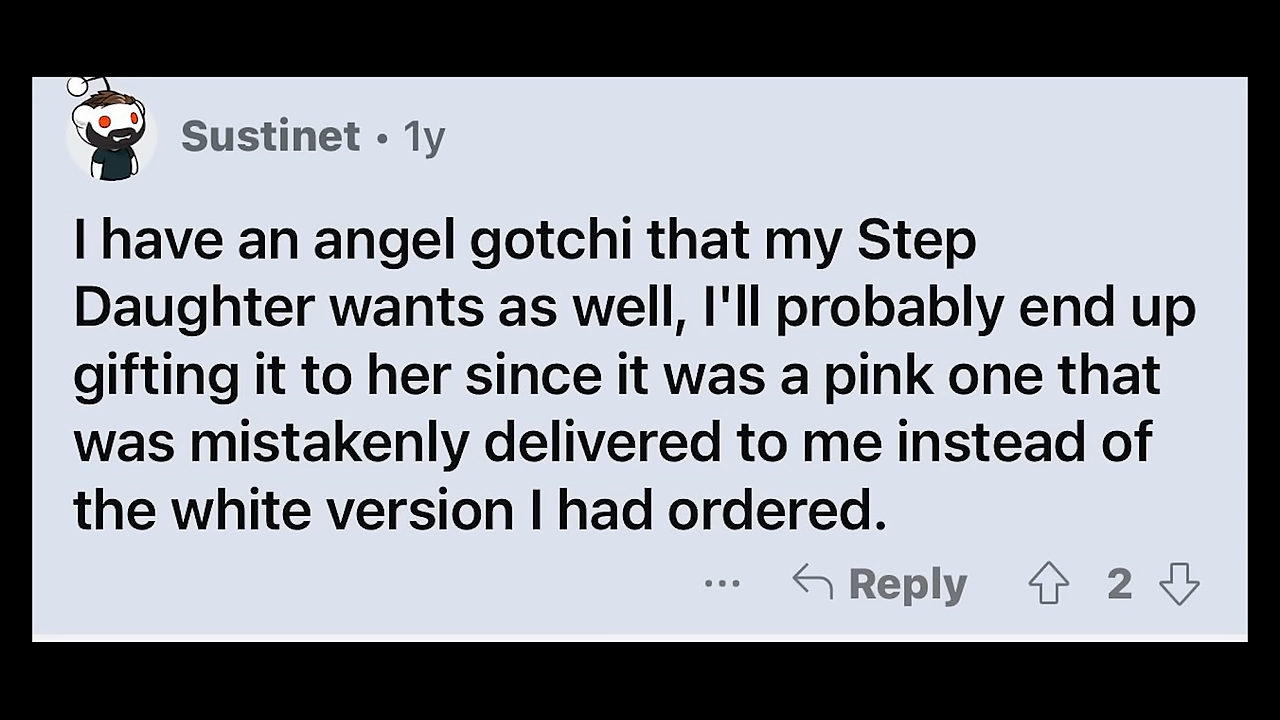 Sustinet • 1y
I have an angel gotchi that my Step
Daughter wants as well, I'll probably end up
gifting it to her since it was a pink one that
was mistakenly delivered to me instead of
the white version I had ordered.
... Reply 2